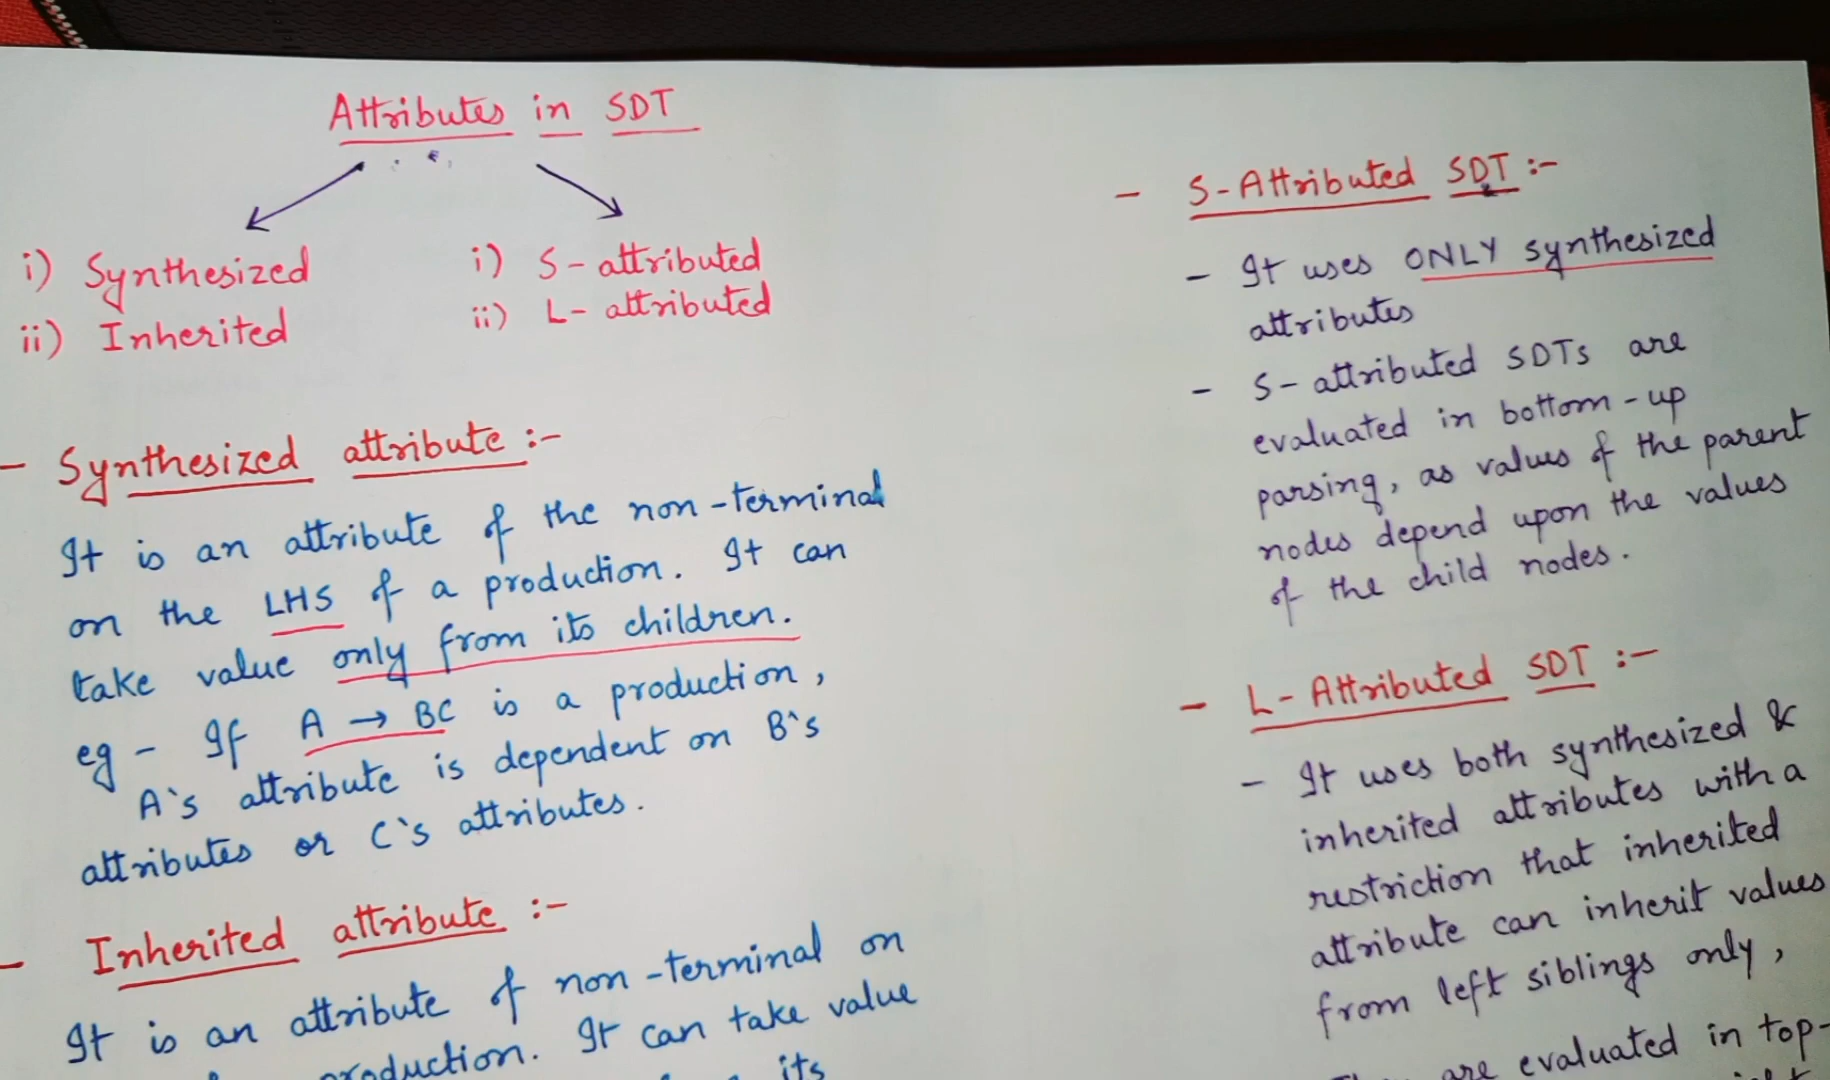 Attributes in SDT
i) Synthesized
ii) Inherited
i) S-attributed
ii) L-attributed
- Synthesized attribute :-
It is an attribute of the non-terminal
on the LHS of a production. It can
take value only from its children.
eg - If A → BC is a production,
A's attribute is dependent on B's
attributes or C's attributes.
- Inherited attribute :-
It is an attribute of non-terminal on
production. It can take value
its
- S-Attributed SDT :-
- It uses ONLY synthesized
attributes
- S-attributed SDTs are
evaluated in bottom-up
parsing, as values of the parent
nodes depend upon the values
of the child nodes.
- L-Attributed SDT :-
- It uses both synthesized &
inherited attributes with a
restriction that inherited
attribute can inherit values
from left siblings only,
are evaluated in top-